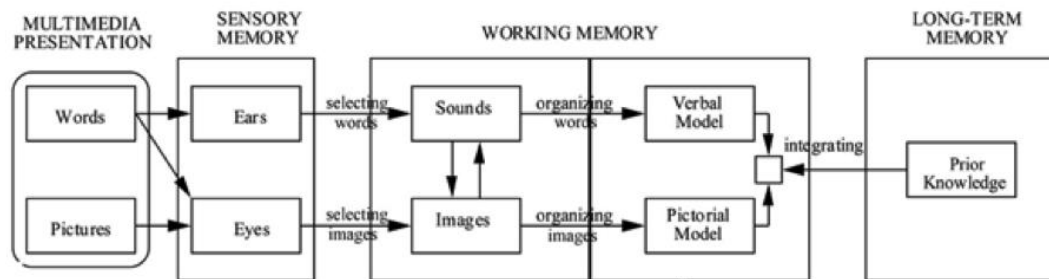 MULTIMEDIA
PRESENTATION
SENSORY
MEMORY
WORKING MEMORY
LONG-TERM
MEMORY
Words
Ears
selecting
words
Sounds
organizing
words
Verbal
Model
integrating
Prior
Knowledge
Pictures
Eyes
selecting
images
Images
organizing
images
Pictorial
Model